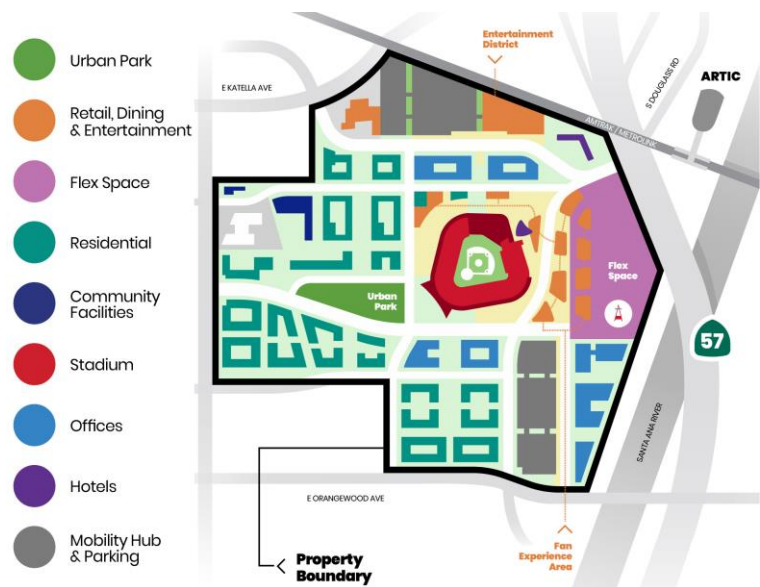 Urban Park
Retail, Dining
& Entertainment
Flex Space
Residential
Community
Facilities
Stadium
Offices
Hotels
Mobility Hub
& Parking
Entertainment
District
E KATELLA AVE
S DOUGLASS RD
ARTIC
AMTRAK / METROLINK
Flex
Space
Urban
Park
57
SANTA ANA RIVER
E ORANGEWOOD AVE
Fan
Experience
Area
Property
Boundary